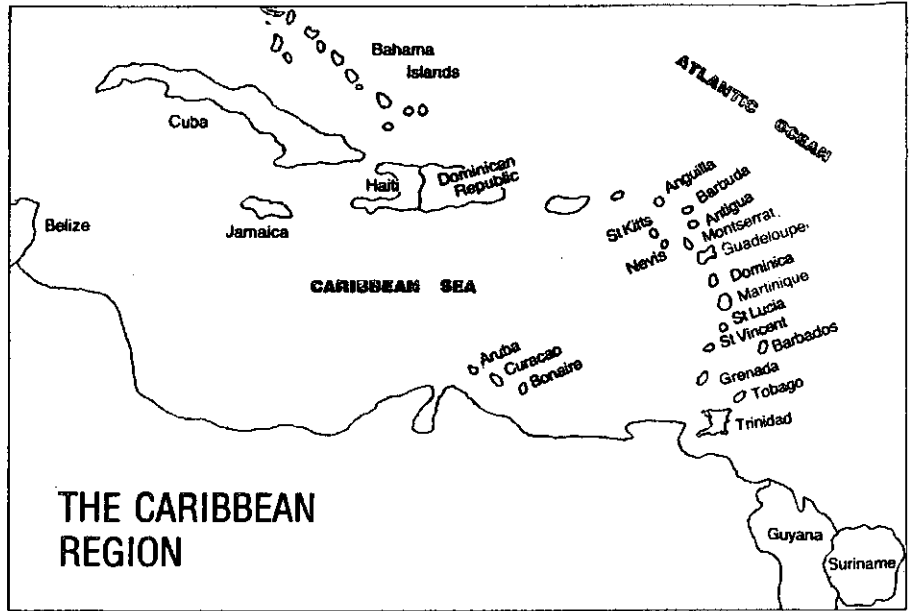 Bahama
Islands
ATLANTIC OCEAN
Cuba
Haiti
Dominican
Republic
Anguilla
Barbuda
St Kitts
Antigua
Belize
Jamaica
Montserrat.
Nevis
Guadeloupe.
Dominica
CARIBBEAN SEA
Martinique
St Lucia
St Vincent
Barbados
Aruba
Curacao
Bonaire
Grenada
Tobago
Trinidad
THE CARIBBEAN
REGION
Guyana
Suriname